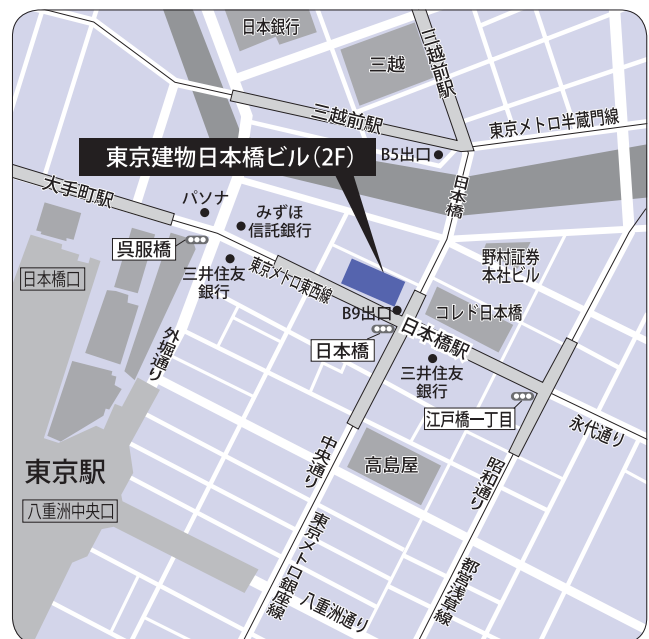 日本銀行
三越
三越前駅
三越前駅
東京メトロ半蔵門線
東京建物日本橋ビル(2F)
B5出口
大手町駅
パソナ
日本橋
みずほ
信託銀行
呉服橋
野村証券
本社ビル
日本橋口
三井住友
銀行
東京メトロ東西線
B9出口
コレド日本橋
日本橋駅
日本橋
外堀通り
三井住友
銀行
江戸橋一丁目
永代通り
中央通り
高島屋
昭和通り
東京駅
八重洲中央口
東京メトロ銀座線
都営浅草線
八重洲通り